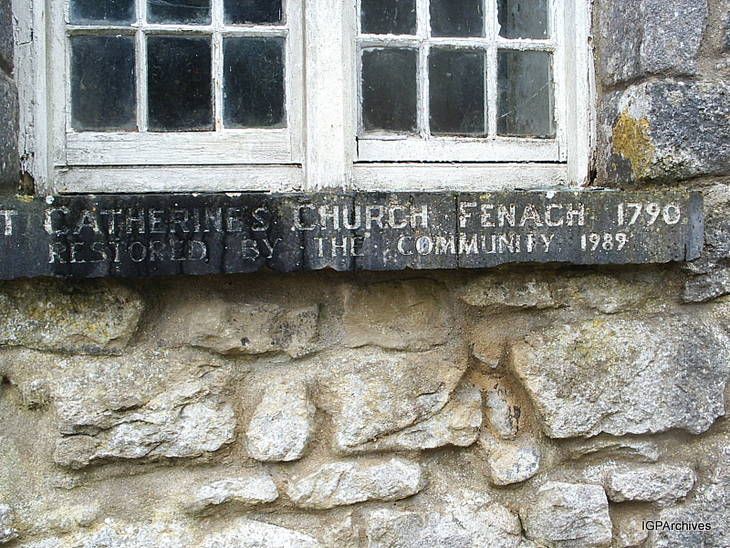 T CATHERINE'S CHURCH FENAGH 1790.
RESTORED BY THE COMMUNITY 1989
IGPArchives